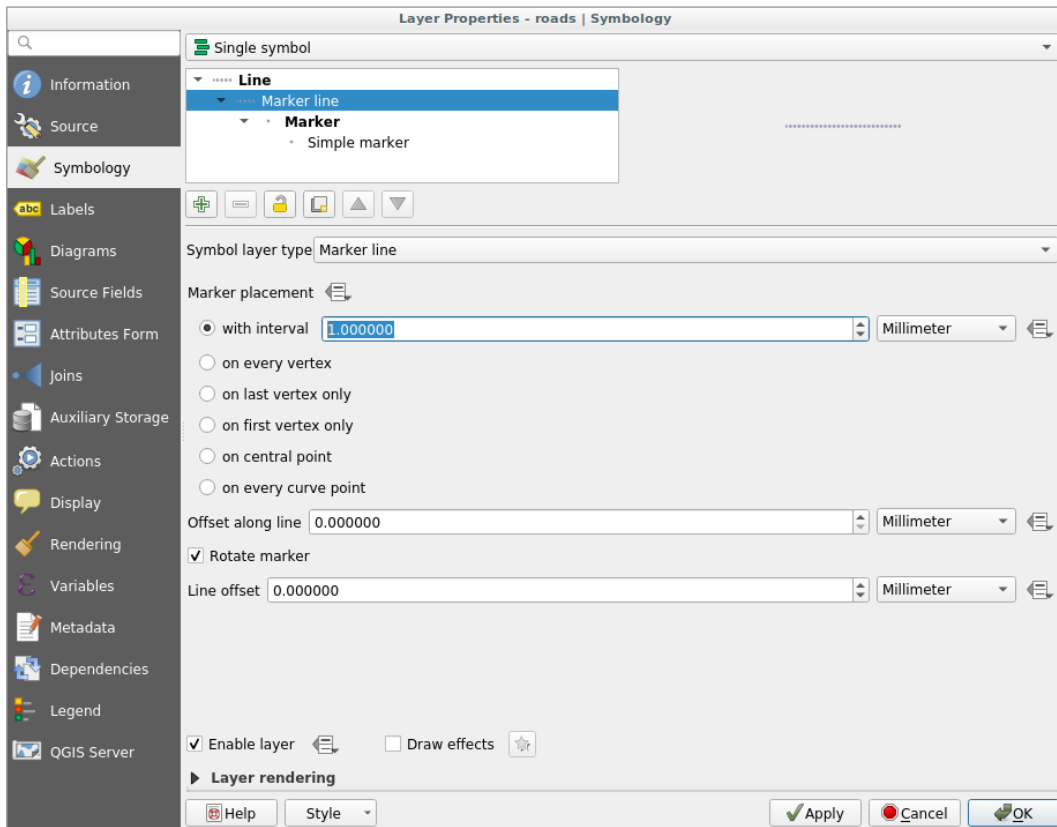 Layer Properties - roads | Symbology
Information
Source
Symbology
abc Labels
Diagrams
Source Fields
Attributes Form
Joins
Auxiliary Storage
Actions
Display
Rendering
Variables
Metadata
Dependencies
Legend
QGIS Server
Single symbol
Line
Marker line
Marker
Simple marker
Symbol layer type Marker line
Marker placement
with interval 1.000000 Millimeter
on every vertex
on last vertex only
on first vertex only
on central point
on every curve point
Offset along line 0.000000 Millimeter
Rotate marker
Line offset 0.000000 Millimeter
Enable layer Draw effects
Layer rendering
Help Style Apply Cancel OK